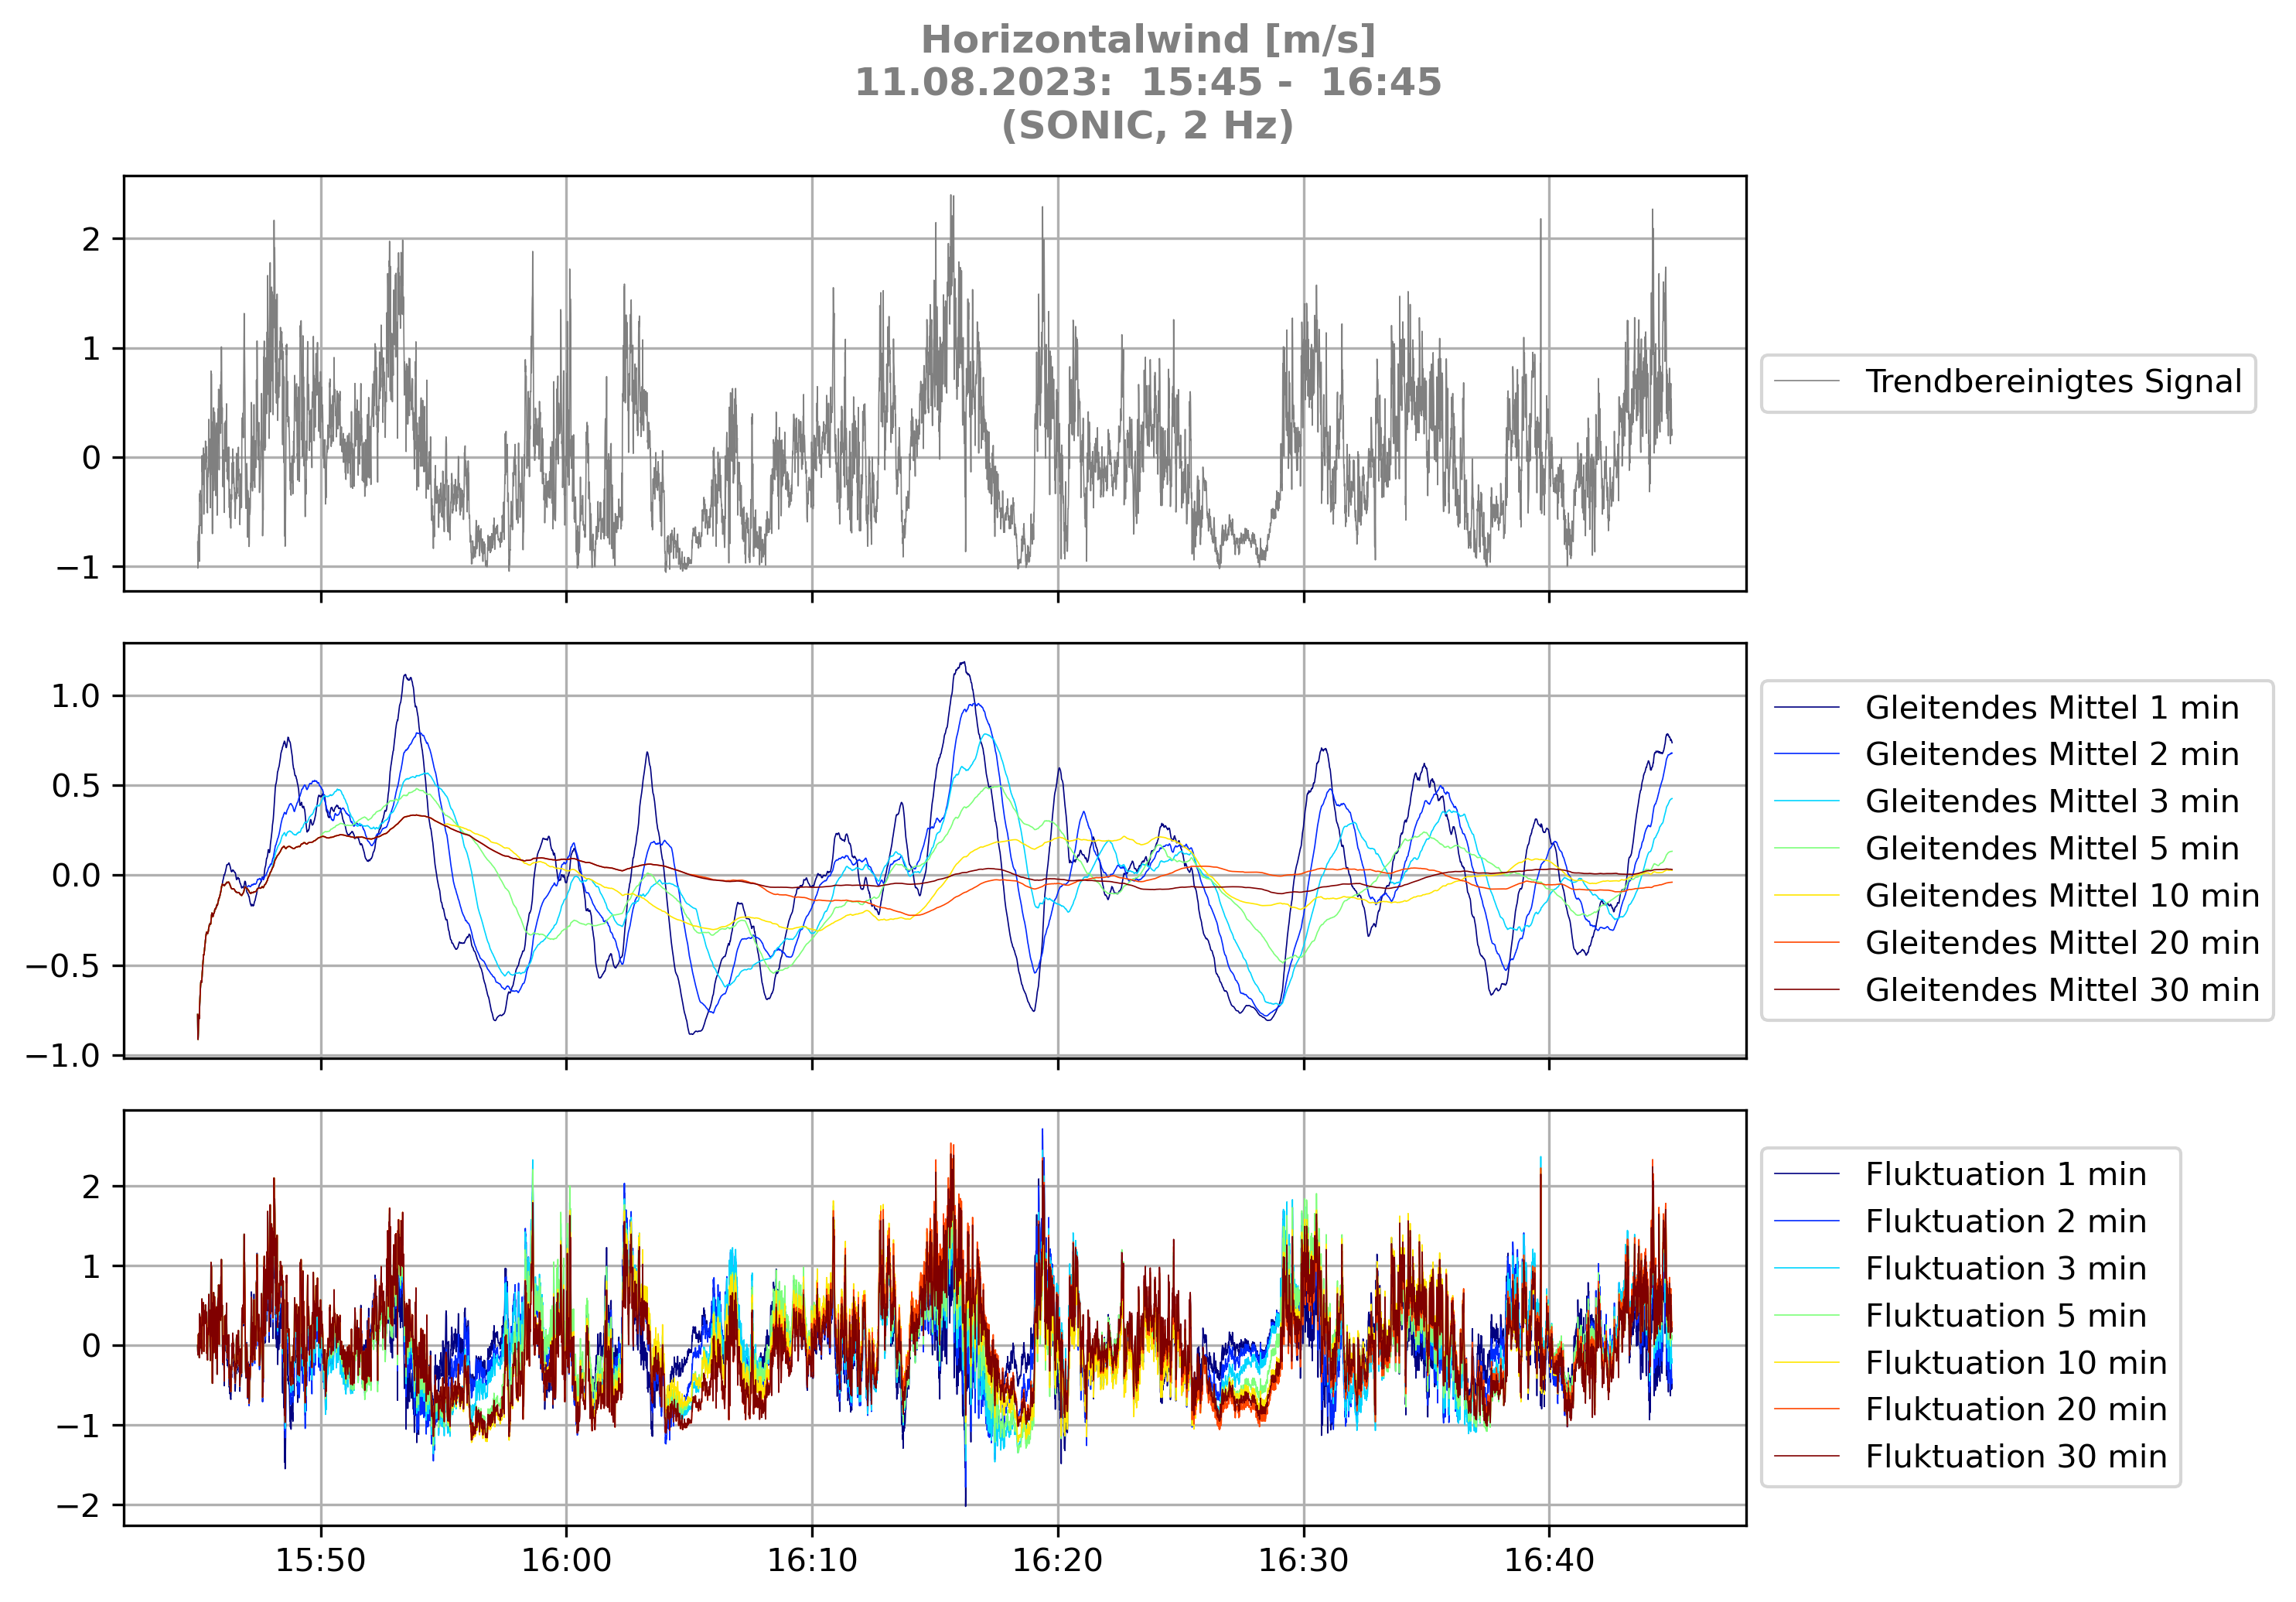 Horizontalwind [m/s]
11.08.2023:  15:45 -  16:45
(SONIC, 2 Hz)
2
1
0
−1
Trendbereinigtes Signal
1.0
0.5
0.0
−0.5
−1.0
Gleitendes Mittel 1 min
Gleitendes Mittel 2 min
Gleitendes Mittel 3 min
Gleitendes Mittel 5 min
Gleitendes Mittel 10 min
Gleitendes Mittel 20 min
Gleitendes Mittel 30 min
2
1
0
−1
−2
Fluktuation 1 min
Fluktuation 2 min
Fluktuation 3 min
Fluktuation 5 min
Fluktuation 10 min
Fluktuation 20 min
Fluktuation 30 min
15:50 16:00 16:10 16:20 16:30 16:40